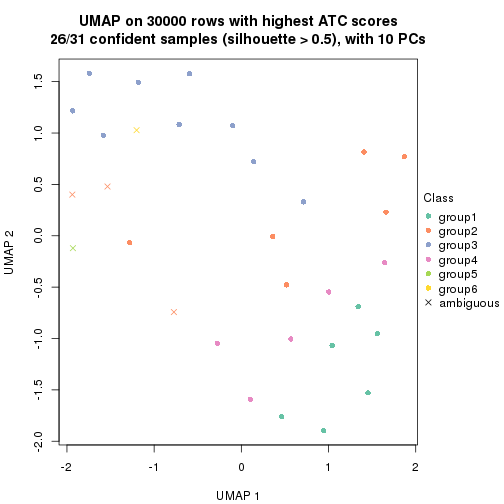 UMAP on 30000 rows with highest ATC scores
26/31 confident samples (silhouette > 0.5), with 10 PCs
1.5
1.0
0.5
0.0
-0.5
-1.0
-1.5
-2.0
UMAP 2
-2
-1
0
1
2
UMAP 1
Class
group1
group2
group3
group4
group5
group6
ambiguous